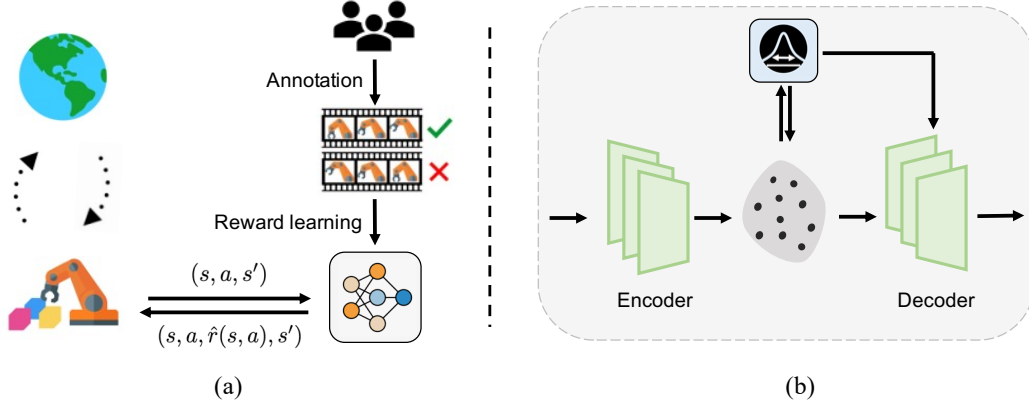 Annotation
Reward learning
(s, a, s′)
(s, a, r̂(s, a), s′)
(a)
Encoder
Decoder
(b)